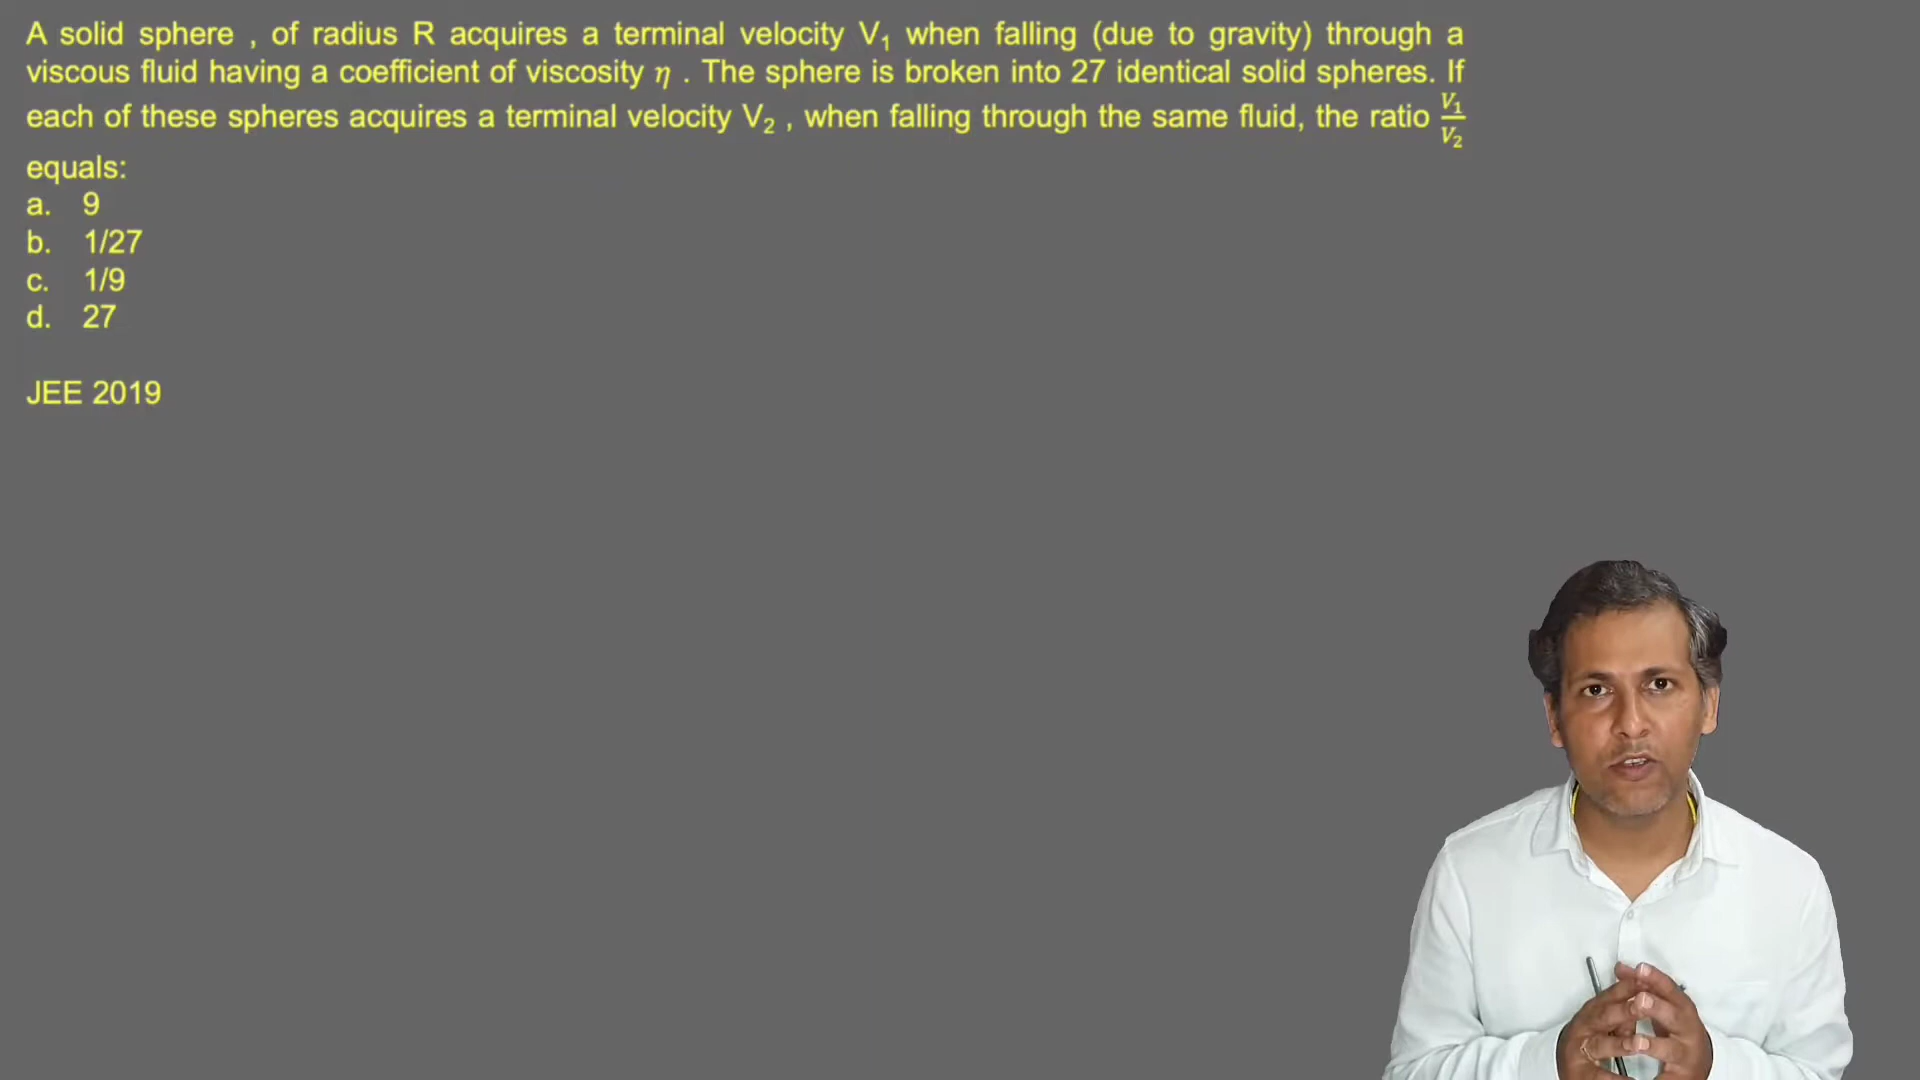 A solid sphere , of radius R acquires a terminal velocity V₁ when falling (due to gravity) through a
viscous fluid having a coefficient of viscosity η . The sphere is broken into 27 identical solid spheres. If
each of these spheres acquires a terminal velocity V₂ , when falling through the same fluid, the ratio V₁/V₂
equals:
a. 9
b. 1/27
c. 1/9
d. 27
JEE 2019